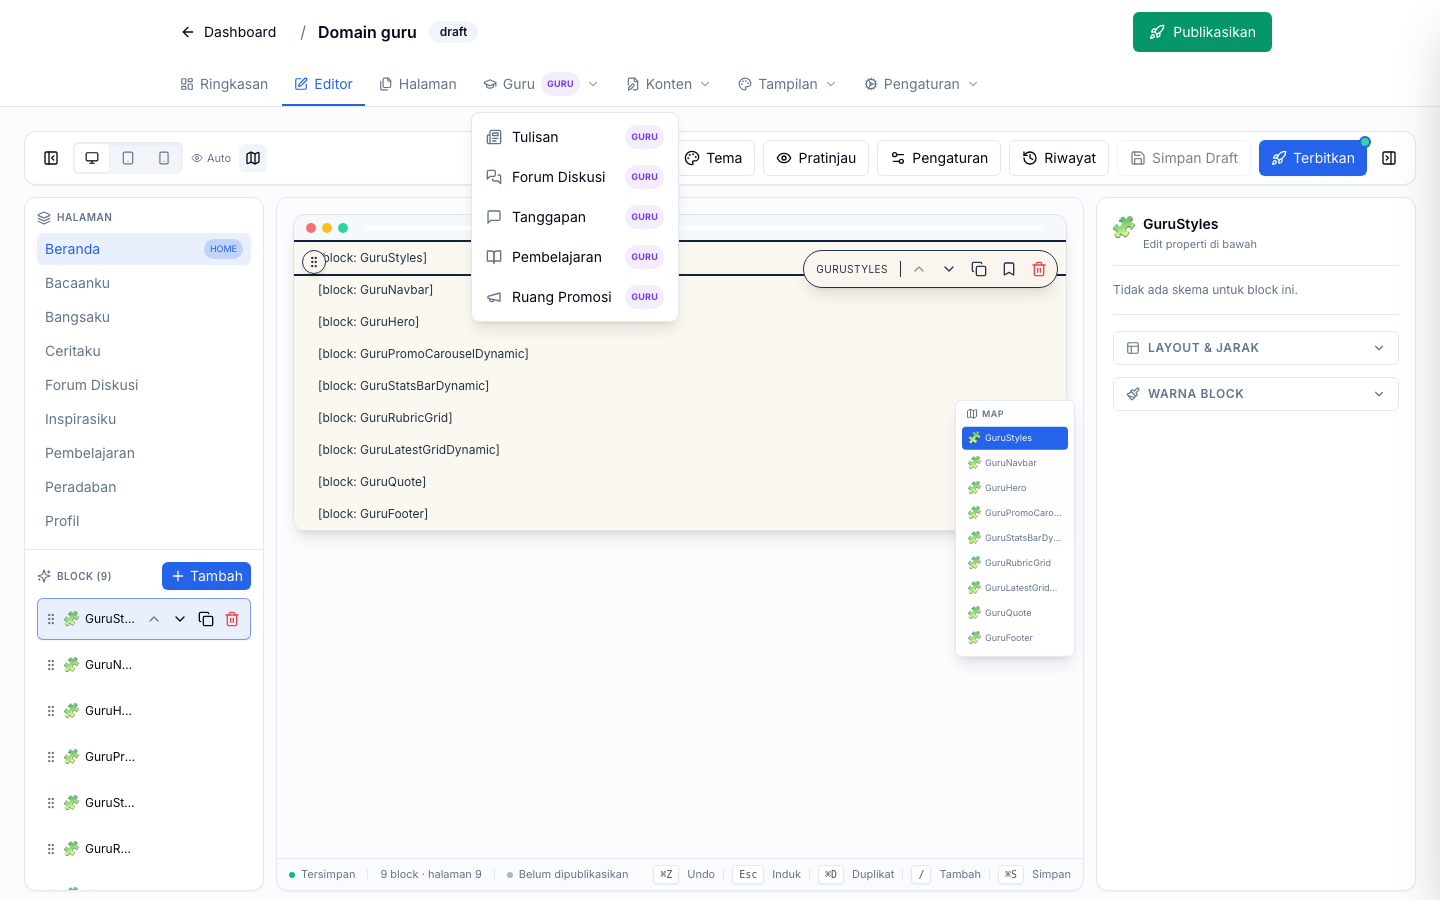 Dashboard / Domain guru draft
Publikasikan
Ringkasan Editor Halaman Guru GURU Konten Tampilan Pengaturan
Tulisan GURU
Forum Diskusi GURU
Tanggapan GURU
Pembelajaran GURU
Ruang Promosi GURU
Auto
Tema Pratinjau Pengaturan Riwayat Simpan Draft Terbitkan
HALAMAN
Beranda HOME
Bacaanku
Bangsaku
Ceritaku
Forum Diskusi
Inspirasiku
Pembelajaran
Peradaban
Profil
BLOCK (9) Tambah
GuruSt...
GuruN...
GuruH...
GuruPr...
GuruSt...
GuruR...
block: GuruStyles]
GURUSTYLES
[block: GuruNavbar]
[block: GuruHero]
[block: GuruPromoCarouselDynamic]
[block: GuruStatsBarDynamic]
[block: GuruRubricGrid]
[block: GuruLatestGridDynamic]
[block: GuruQuote]
[block: GuruFooter]
MAP
GuruStyles
GuruNavbar
GuruHero
GuruPromoCaro...
GuruStatsBarDy...
GuruRubricGrid
GuruLatestGrid...
GuruQuote
GuruFooter
Tersimpan 9 block · halaman 9 Belum dipublikasikan ⌘Z Undo Esc Induk ⌘D Duplikat / Tambah ⌘S Simpan
GuruStyles
Edit properti di bawah
Tidak ada skema untuk block ini.
LAYOUT & JARAK
WARNA BLOCK